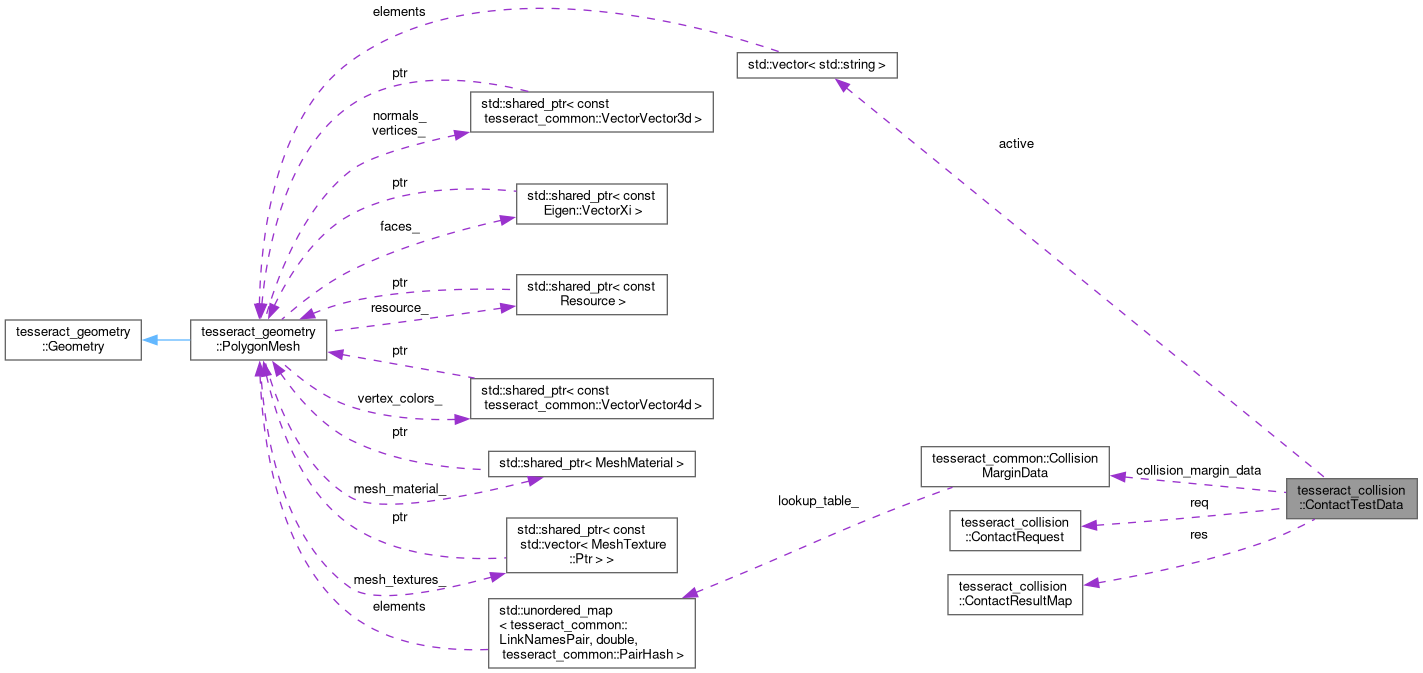 elements
std::vector< std::string >
ptr
std::shared_ptr< const
tesseract_common::VectorVector3d >
normals_
vertices_
active
ptr
std::shared_ptr< const
Eigen::VectorXi >
faces_
ptr
std::shared_ptr< const
Resource >
resource_
tesseract_geometry
::Geometry
tesseract_geometry
::PolygonMesh
ptr
std::shared_ptr< const
tesseract_common::VectorVector4d >
vertex_colors_
ptr
std::shared_ptr< MeshMaterial >
mesh_material_
tesseract_common::Collision
MarginData
collision_margin_data
tesseract_collision
::ContactTestData
lookup_table_
req
tesseract_collision
::ContactRequest
ptr
std::shared_ptr< const
std::vector< MeshTexture
::Ptr > >
res
mesh_textures_
tesseract_collision
::ContactResultMap
elements
std::unordered_map
< tesseract_common::
LinkNamesPair, double,
tesseract_common::PairHash >